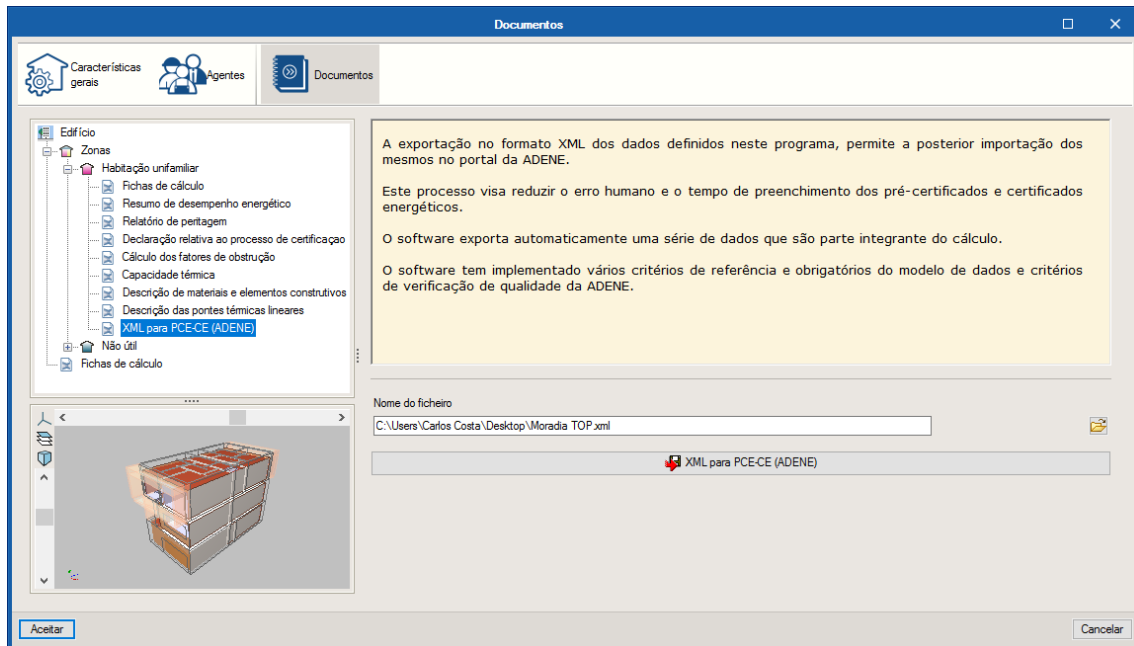 Documentos
Características
gerais
Agentes
Documentos
Edifício
Zonas
Habitação unifamiliar
Fichas de cálculo
Resumo de desempenho energético
Relatório de peritagem
Declaração relativa ao processo de certificaçao
Cálculo dos fatores de obstrução
Capacidade térmica
Descrição de materiais e elementos construtivos
Descrição das pontes térmicas lineares
XML para PCE-CE (ADENE)
Não útil
Fichas de cálculo
A exportação no formato XML dos dados definidos neste programa, permite a posterior importação dos
mesmos no portal da ADENE.
Este processo visa reduzir o erro humano e o tempo de preenchimento dos pré-certificados e certificados
energéticos.
O software exporta automaticamente uma série de dados que são parte integrante do cálculo.
O software tem implementado vários critérios de referência e obrigatórios do modelo de dados e critérios
de verificação de qualidade da ADENE.
Nome do ficheiro
C:\Users\Carlos Costa\Desktop\Moradia TOP.xml
XML para PCE-CE (ADENE)
Aceitar
Cancelar